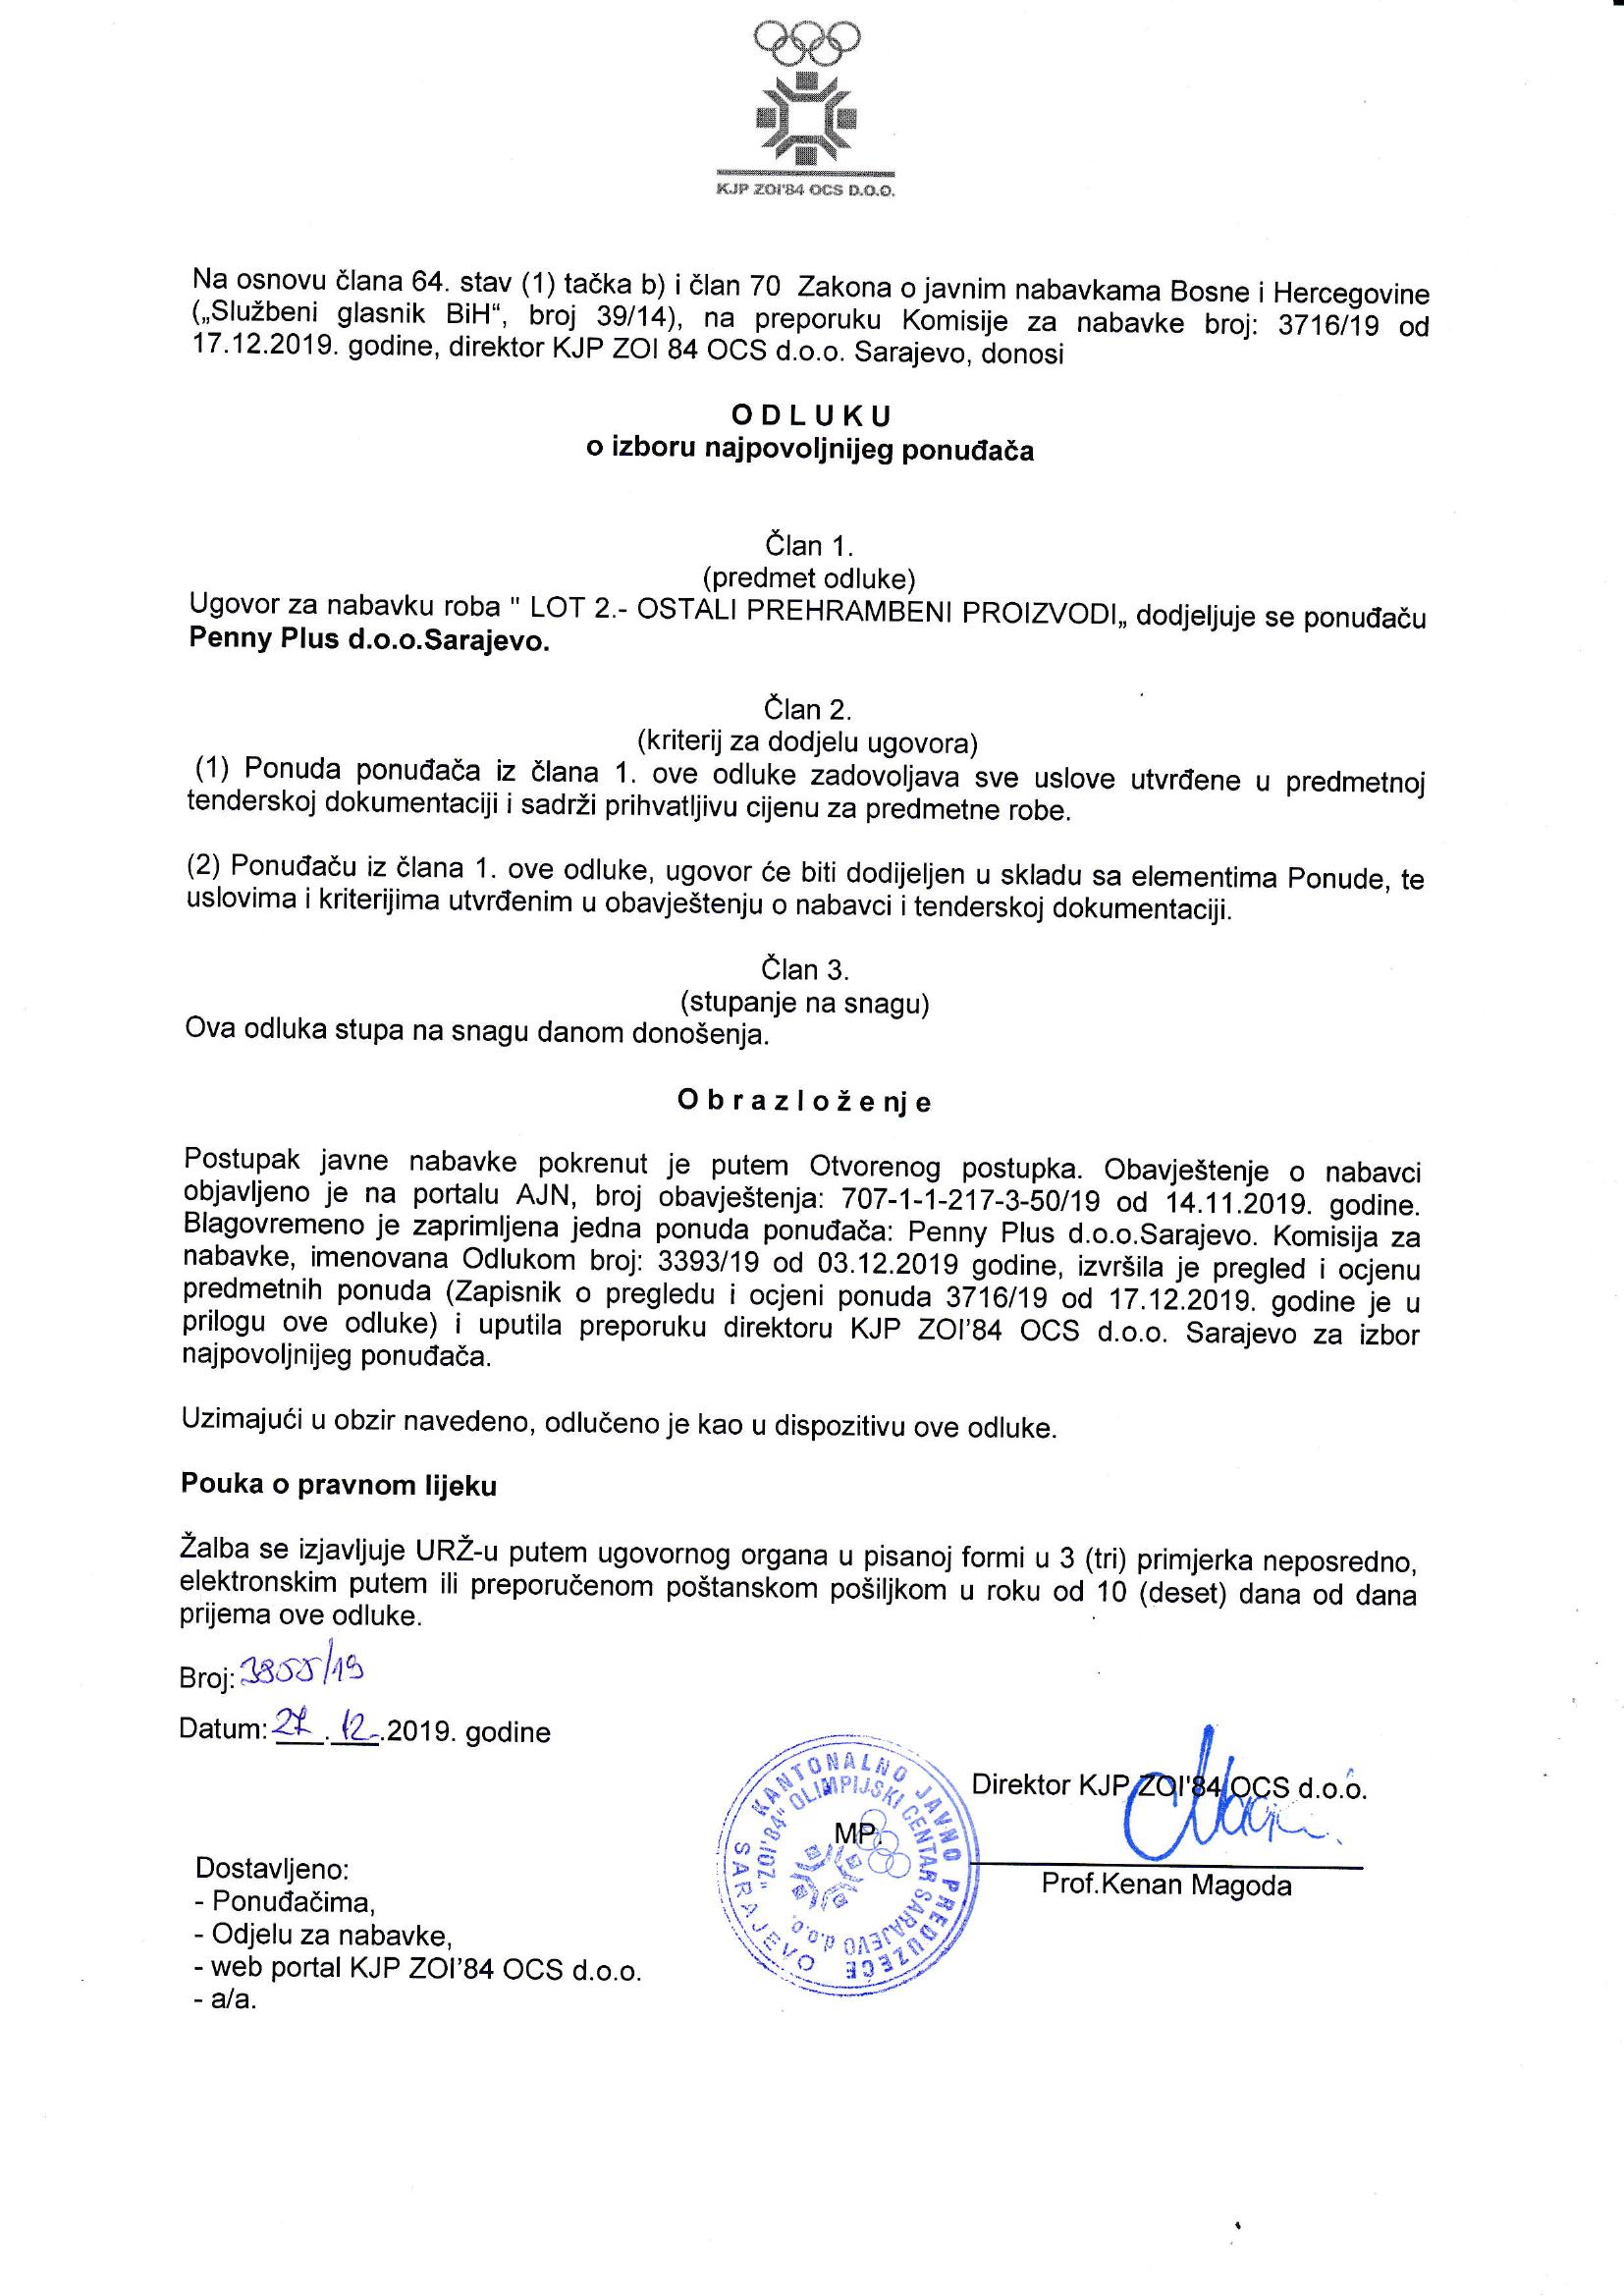 KJP ZOI'84 OCS D.O.O.
Na osnovu člana 64. stav (1) tačka b) i član 70 Zakona o javnim nabavkama Bosne i Hercegovine
(„Službeni glasnik BiH“, broj 39/14), na preporuku Komisije za nabavke broj: 3716/19 od
17.12.2019. godine, direktor KJP ZOI 84 OCS d.o.o. Sarajevo, donosi
O D L U K U
o izboru najpovoljnijeg ponuđača
Član 1.
(predmet odluke)
Ugovor za nabavku roba " LOT 2.- OSTALI PREHRAMBENI PROIZVODI„ dodjeljuje se ponuđaču
Penny Plus d.o.o.Sarajevo.
Član 2.
(kriterij za dodjelu ugovora)
(1) Ponuda ponuđača iz člana 1. ove odluke zadovoljava sve uslove utvrđene u predmetnoj
tenderskoj dokumentaciji i sadrži prihvatljivu cijenu za predmetne robe.
(2) Ponuđaču iz člana 1. ove odluke, ugovor će biti dodijeljen u skladu sa elementima Ponude, te
uslovima i kriterijima utvrđenim u obavještenju o nabavci i tenderskoj dokumentaciji.
Član 3.
(stupanje na snagu)
Ova odluka stupa na snagu danom donošenja.
O b r a z l o ž e nj e
Postupak javne nabavke pokrenut je putem Otvorenog postupka. Obavještenje o nabavci
objavljeno je na portalu AJN, broj obavještenja: 707-1-1-217-3-50/19 od 14.11.2019. godine.
Blagovremeno je zaprimljena jedna ponuda ponuđača: Penny Plus d.o.o.Sarajevo. Komisija za
nabavke, imenovana Odlukom broj: 3393/19 od 03.12.2019 godine, izvršila je pregled i ocjenu
predmetnih ponuda (Zapisnik o pregledu i ocjeni ponuda 3716/19 od 17.12.2019. godine je u
prilogu ove odluke) i uputila preporuku direktoru KJP ZOI'84 OCS d.o.o. Sarajevo za izbor
najpovoljnijeg ponuđača.
Uzimajući u obzir navedeno, odlučeno je kao u dispozitivu ove odluke.
Pouka o pravnom lijeku
Žalba se izjavljuje URŽ-u putem ugovornog organa u pisanoj formi u 3 (tri) primjerka neposredno,
elektronskim putem ili preporučenom poštanskom pošiljkom u roku od 10 (deset) dana od dana
prijema ove odluke.
Broj: 3855/19
Datum: 27.12.2019. godine
Direktor KJP ZOI'84 OCS d.o.o.
MP.
KANTONALNO JAVNO PREDUZEĆE
"ZOI'84" OLIMPIJSKI CENTAR SARAJEVO d.o.o.
SARAJEVO
Prof.Kenan Magoda
Dostavljeno:
- Ponuđačima,
- Odjelu za nabavke,
- web portal KJP ZOI'84 OCS d.o.o.
- a/a.